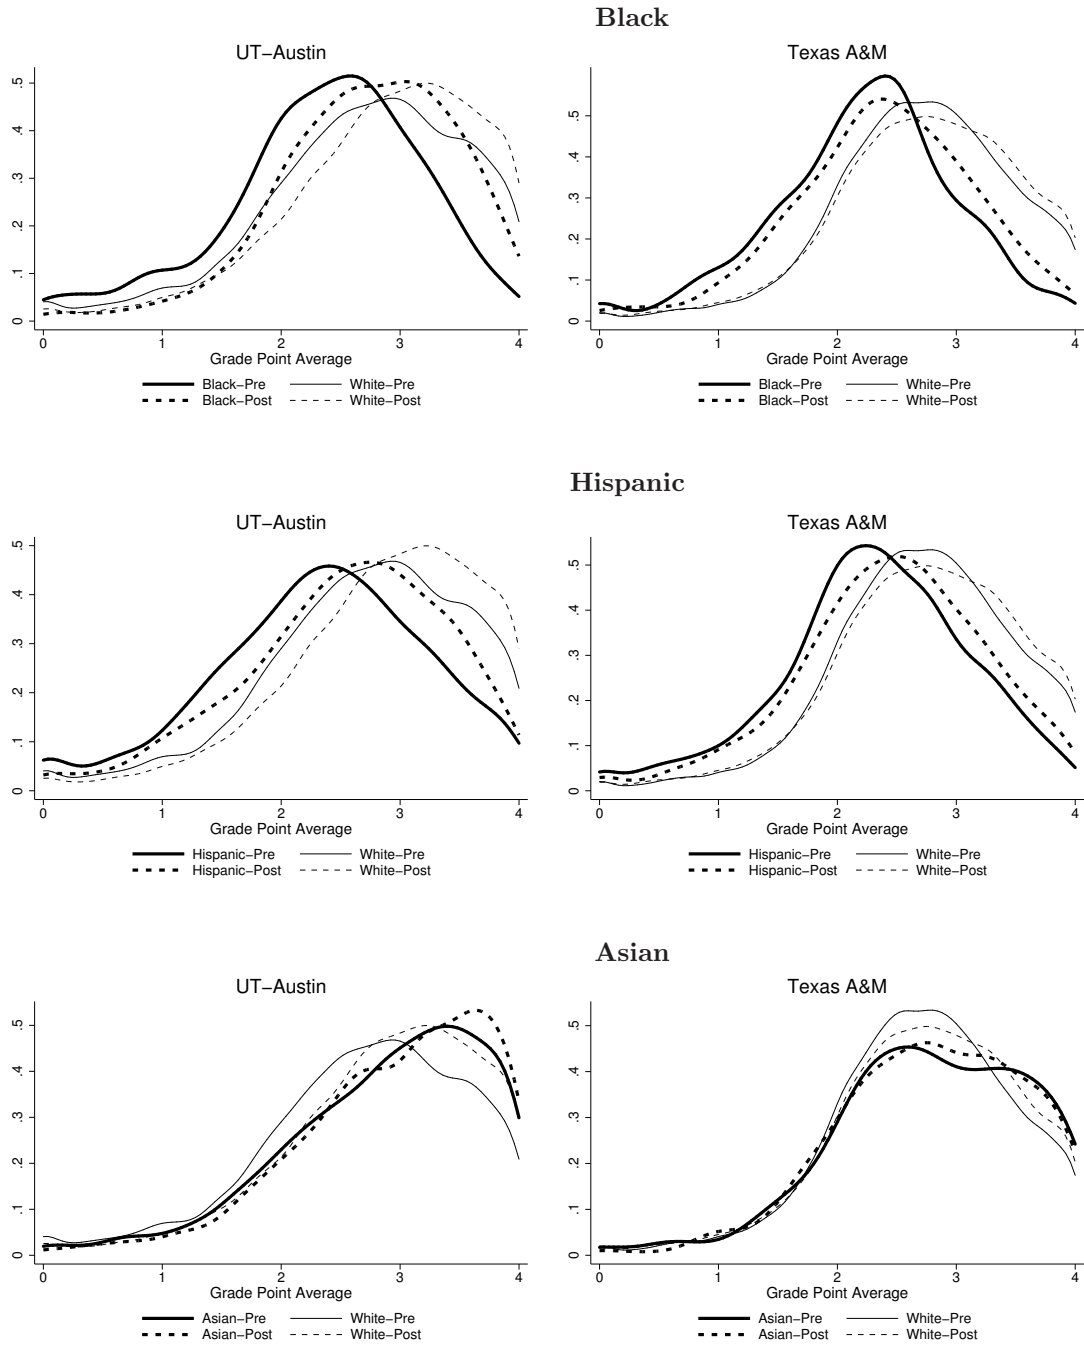 Black
UT−Austin
Texas A&M
0 .1 .2 .3 .4 .5
0 .1 .2 .3 .4 .5
0 1 2 3 4
0 1 2 3 4
Grade Point Average
Grade Point Average
Black−Pre White−Pre
Black−Post White−Post
Black−Pre White−Pre
Black−Post White−Post
Hispanic
UT−Austin
Texas A&M
0 .1 .2 .3 .4 .5
0 .1 .2 .3 .4 .5
0 1 2 3 4
0 1 2 3 4
Grade Point Average
Grade Point Average
Hispanic−Pre White−Pre
Hispanic−Post White−Post
Hispanic−Pre White−Pre
Hispanic−Post White−Post
Asian
UT−Austin
Texas A&M
0 .1 .2 .3 .4 .5
0 .1 .2 .3 .4 .5
0 1 2 3 4
0 1 2 3 4
Grade Point Average
Grade Point Average
Asian−Pre White−Pre
Asian−Post White−Post
Asian−Pre White−Pre
Asian−Post White−Post